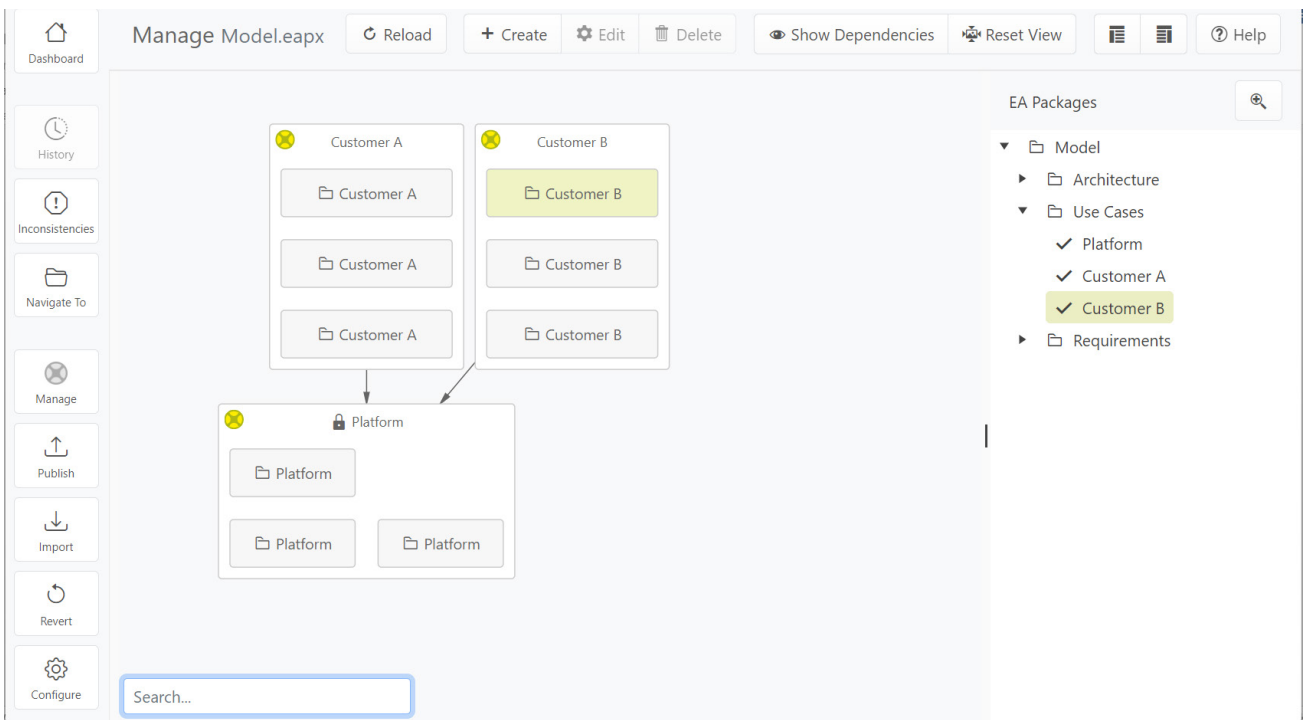 Dashboard
History
Inconsistencies
Navigate To
Manage
Publish
Import
Revert
Configure
Manage Model.eapx
Reload
Create
Edit
Delete
Show Dependencies
Reset View
Help
Customer A
Customer A
Customer A
Customer A
Customer B
Customer B
Customer B
Customer B
Platform
Platform
Platform
Platform
Search...
EA Packages
Model
Architecture
Use Cases
Platform
Customer A
Customer B
Requirements